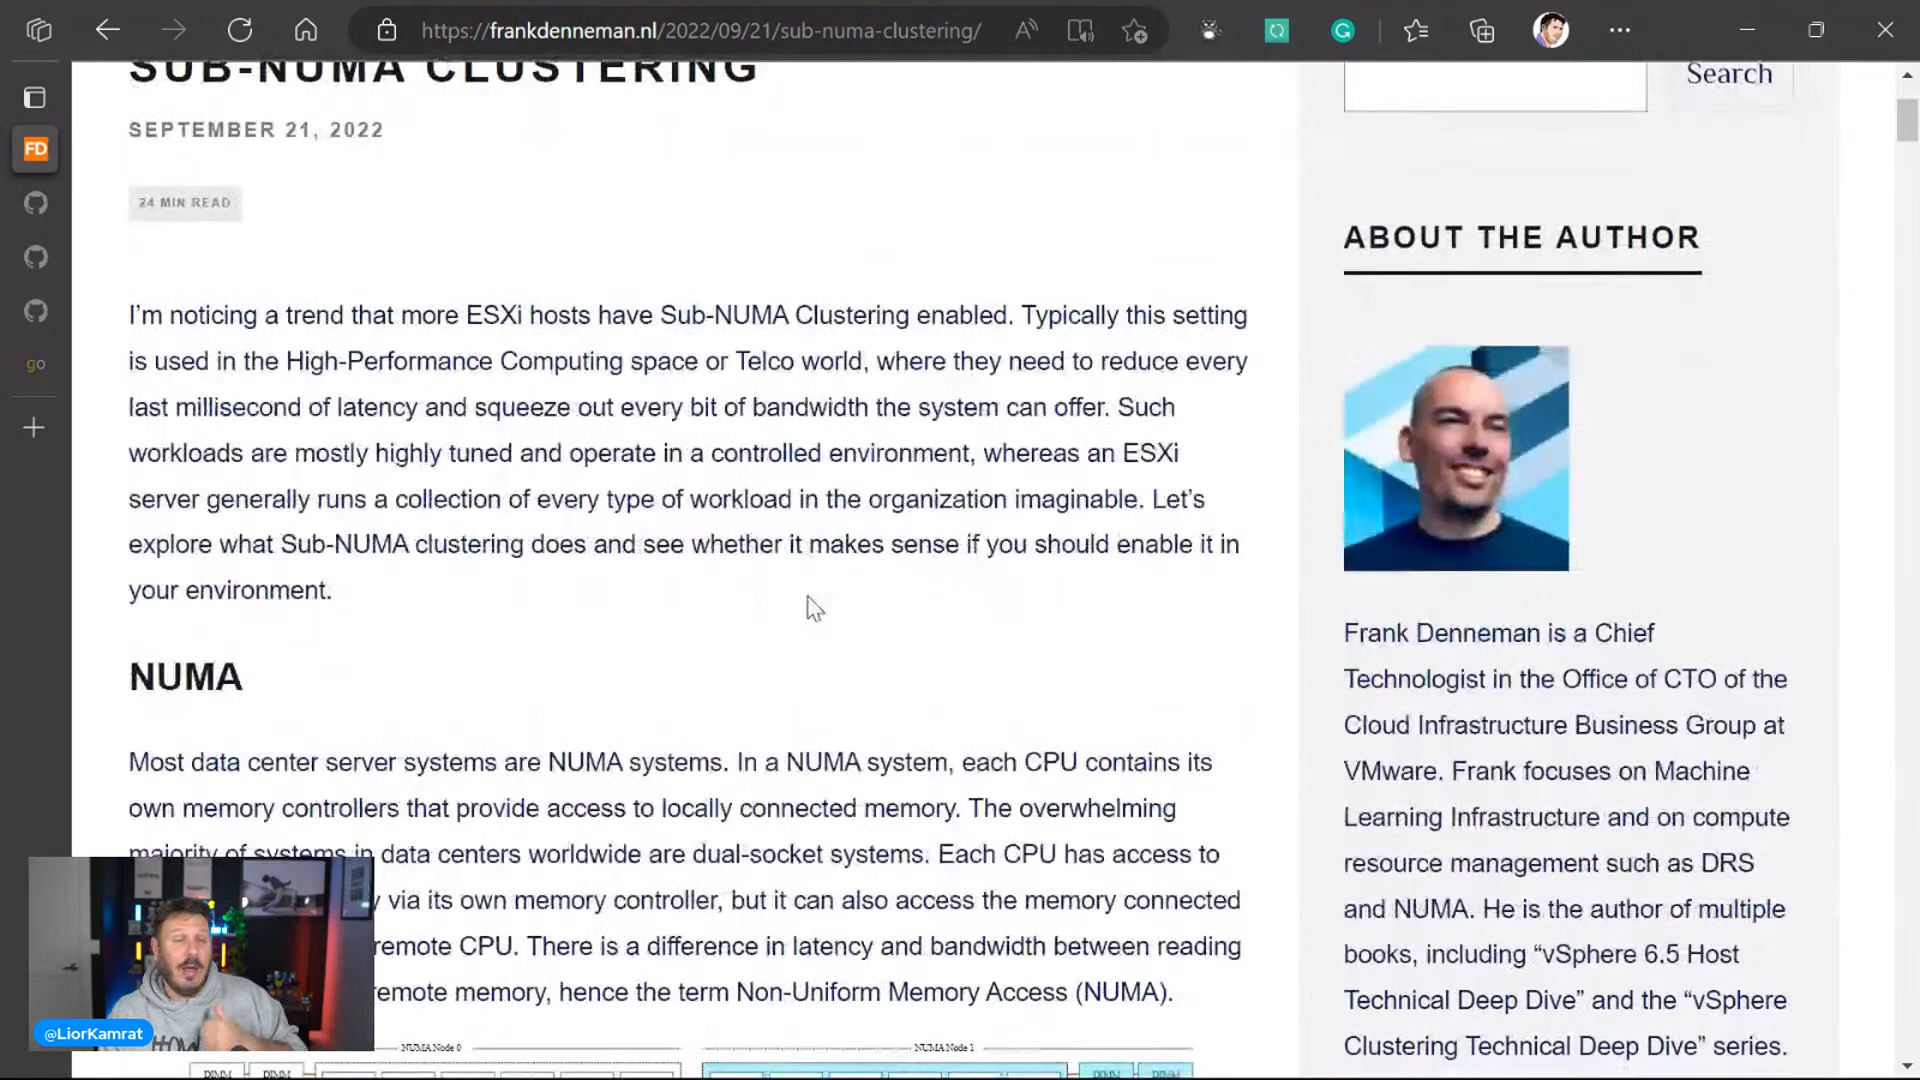 https://frankdenneman.nl/2022/09/21/sub-numa-clustering/
SUB-NUMA CLUSTERING
SEPTEMBER 21, 2022
24 MIN READ
I'm noticing a trend that more ESXi hosts have Sub-NUMA Clustering enabled. Typically this setting
is used in the High-Performance Computing space or Telco world, where they need to reduce every
last millisecond of latency and squeeze out every bit of bandwidth the system can offer. Such
workloads are mostly highly tuned and operate in a controlled environment, whereas an ESXi
server generally runs a collection of every type of workload in the organization imaginable. Let's
explore what Sub-NUMA clustering does and see whether it makes sense if you should enable it in
your environment.
NUMA
Most data center server systems are NUMA systems. In a NUMA system, each CPU contains its
own memory controllers that provide access to locally connected memory. The overwhelming
majority of systems in data centers worldwide are dual-socket systems. Each CPU has access to
via its own memory controller, but it can also access the memory connected
remote CPU. There is a difference in latency and bandwidth between reading
remote memory, hence the term Non-Uniform Memory Access (NUMA).
NUMA Node 0
NUMA Node 1
DIMM
DIMM
DIMM
DIMM
Search
ABOUT THE AUTHOR
Frank Denneman is a Chief
Technologist in the Office of CTO of the
Cloud Infrastructure Business Group at
VMware. Frank focuses on Machine
Learning Infrastructure and on compute
resource management such as DRS
and NUMA. He is the author of multiple
books, including “vSphere 6.5 Host
Technical Deep Dive” and the “vSphere
Clustering Technical Deep Dive” series.
FD
go
@LiorKamrat